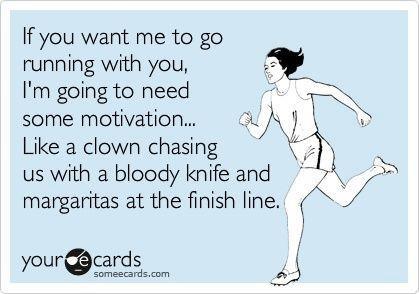 If you want me to go
running with you,
I'm going to need
some motivation...
Like a clown chasing
us with a bloody knife and
margaritas at the finish line.
your e cards
someecards.com